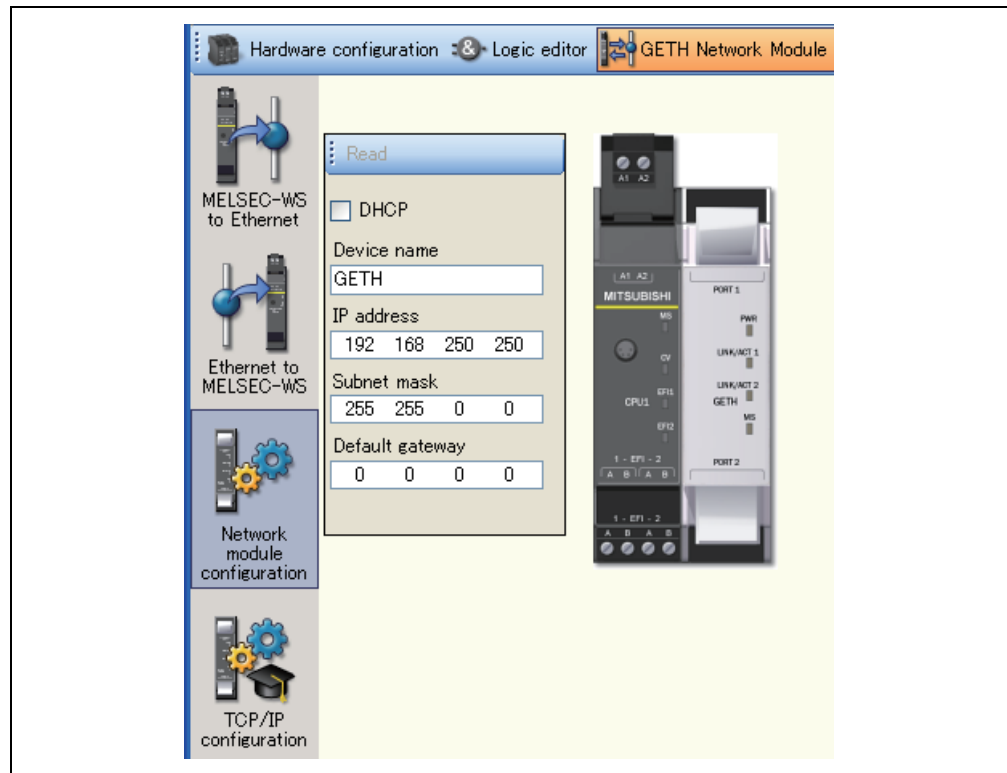 Hardware configuration & Logic editor GETH Network Module
MELSEC-WS
to Ethernet
Ethernet to
MELSEC-WS
Network
module
configuration
TCP/IP
configuration
Read
DHCP
Device name
GETH
IP address
192 168 250 250
Subnet mask
255 255 0 0
Default gateway
0 0 0 0
A1 A2
A1 A2
MITSUBISHI
MS
CV
EFI1
CPU1
EFI2
1 - EFI - 2
A B A B
1 - EFI - 2
A B A B
PORT 1
PWR
LINK/ACT 1
LINK/ACT 2
GETH
MS
PORT 2